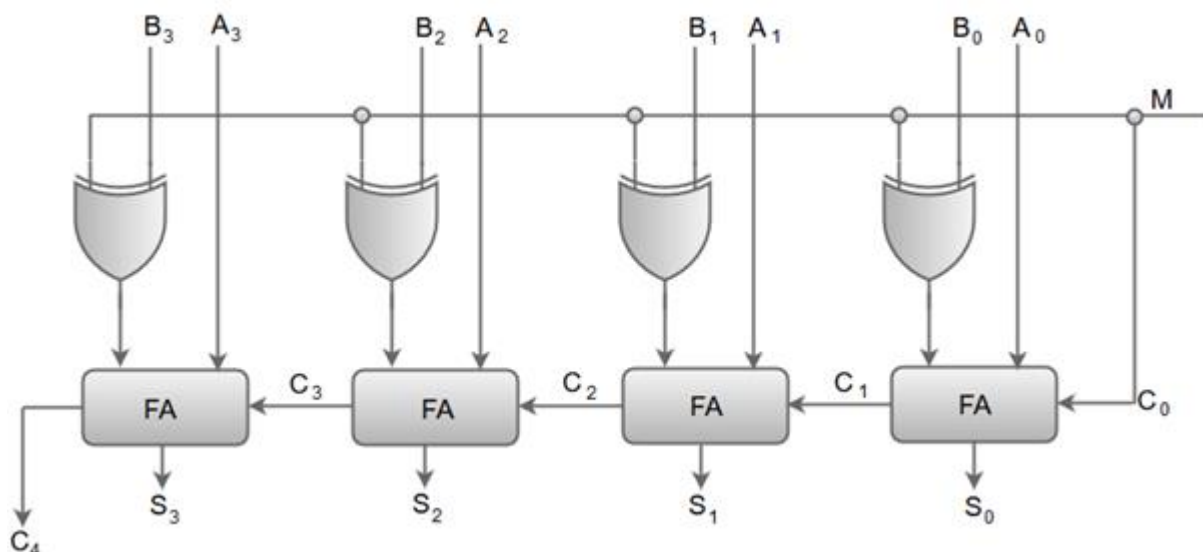 B3 A3 B2 A2 B1 A1 B0 A0
M
FA C3 FA C2 FA C1 FA C0
S3 S2 S1 S0
C4